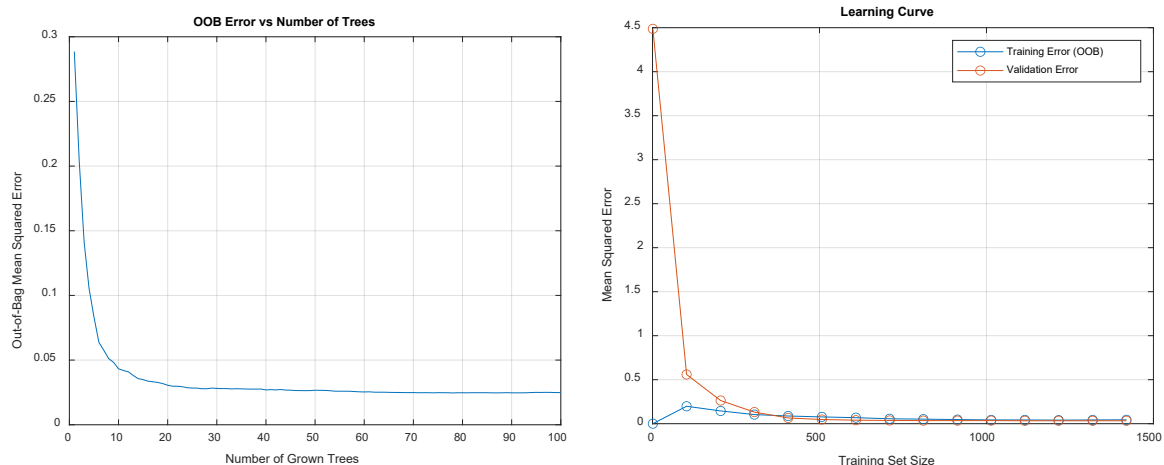 OOB Error vs Number of Trees
0.3
0.25
0.2
0.15
0.1
0.05
0
Out-of-Bag Mean Squared Error
0 10 20 30 40 50 60 70 80 90 100
Number of Grown Trees
Learning Curve
4.5
4
3.5
3
2.5
2
1.5
1
0.5
0
Mean Squared Error
Training Error (OOB)
Validation Error
0 500 1000 1500
Training Set Size